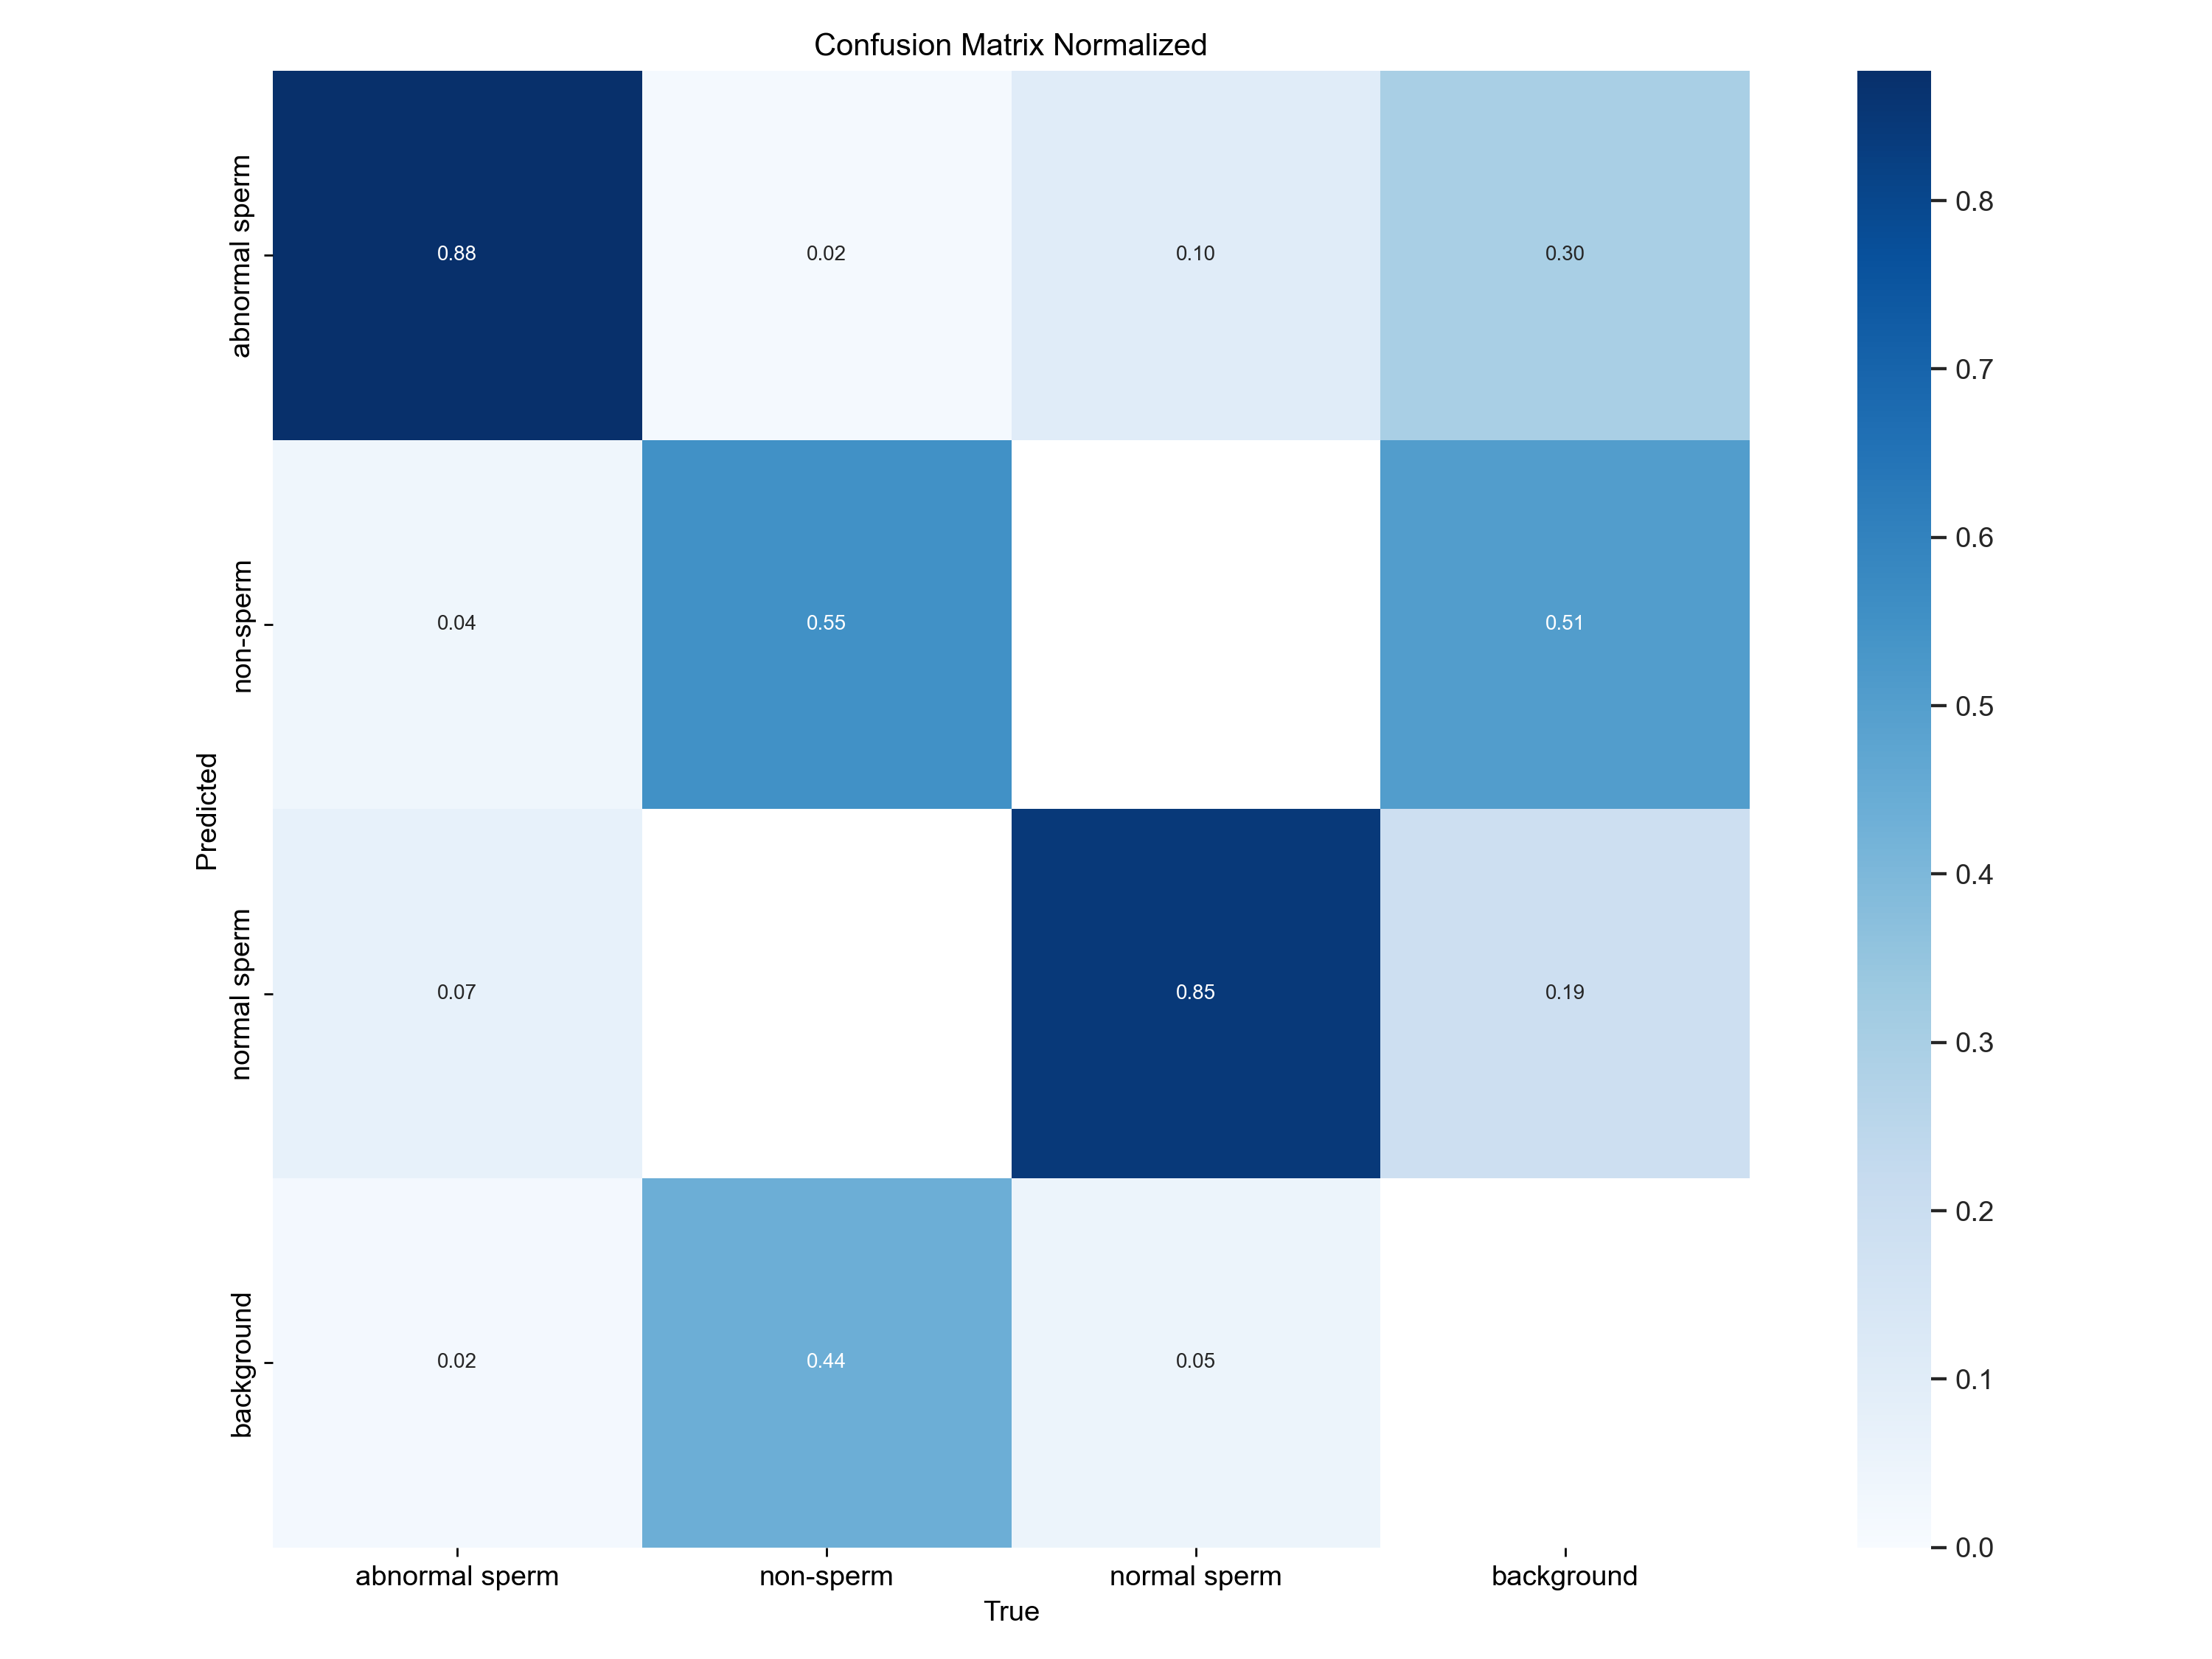 Confusion Matrix Normalized
abnormal sperm
0.88
0.02
0.10
0.30
non-sperm
0.04
0.55
0.51
normal sperm
0.07
0.85
0.19
background
0.02
0.44
0.05
Predicted
abnormal sperm
non-sperm
normal sperm
background
True
0.8
0.7
0.6
0.5
0.4
0.3
0.2
0.1
0.0